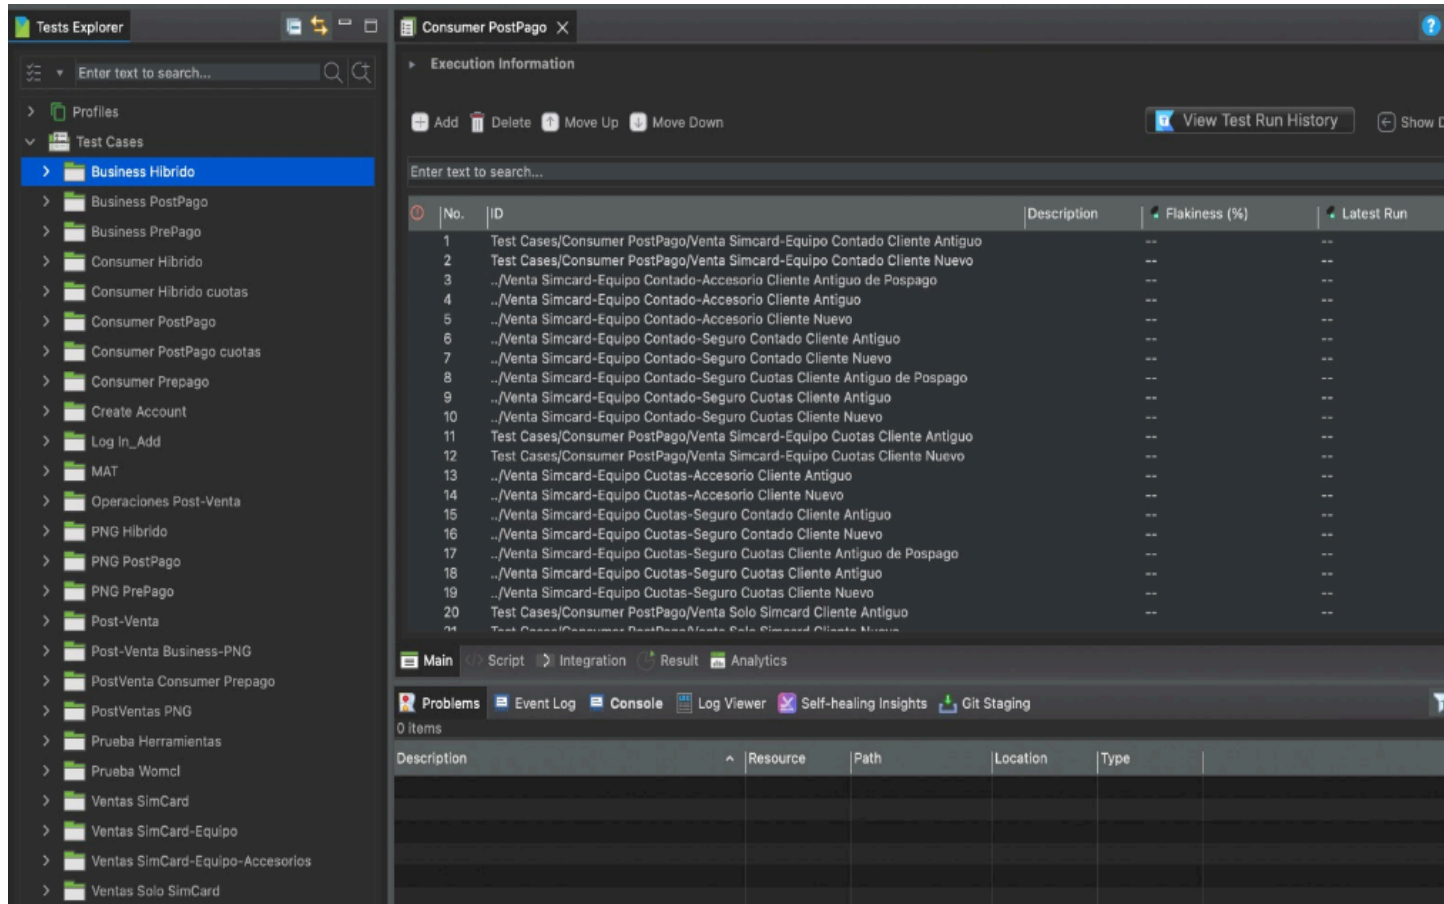 Tests Explorer
Enter text to search...
Profiles
Test Cases
Business Hibrido
Business PostPago
Business PrePago
Consumer Hibrido
Consumer Hibrido cuotas
Consumer PostPago
Consumer PostPago cuotas
Consumer Prepago
Create Account
Log In_Add
MAT
Operaciones Post-Venta
PNG Hibrido
PNG PostPago
PNG PrePago
Post-Venta
Post-Venta Business-PNG
PostVenta Consumer Prepago
PostVentas PNG
Prueba Herramientas
Prueba Womcl
Ventas SimCard
Ventas SimCard-Equipo
Ventas SimCard-Equipo-Accesorios
Ventas Solo SimCard
Consumer PostPago
Execution Information
Add Delete Move Up Move Down View Test Run History Show D
Enter text to search...
No. ID Description Flakiness (%) Latest Run
1 Test Cases/Consumer PostPago/Venta Simcard-Equipo Contado Cliente Antiguo -- --
2 Test Cases/Consumer PostPago/Venta Simcard-Equipo Contado Cliente Nuevo -- --
3 ../Venta Simcard-Equipo Contado-Accesorio Cliente Antiguo de Pospago -- --
4 ../Venta Simcard-Equipo Contado-Accesorio Cliente Antiguo -- --
5 ../Venta Simcard-Equipo Contado-Accesorio Cliente Nuevo -- --
6 ../Venta Simcard-Equipo Contado-Seguro Contado Cliente Antiguo -- --
7 ../Venta Simcard-Equipo Contado-Seguro Contado Cliente Nuevo -- --
8 ../Venta Simcard-Equipo Contado-Seguro Cuotas Cliente Antiguo de Pospago -- --
9 ../Venta Simcard-Equipo Contado-Seguro Cuotas Cliente Antiguo -- --
10 ../Venta Simcard-Equipo Contado-Seguro Cuotas Cliente Nuevo -- --
11 Test Cases/Consumer PostPago/Venta Simcard-Equipo Cuotas Cliente Antiguo -- --
12 Test Cases/Consumer PostPago/Venta Simcard-Equipo Cuotas Cliente Nuevo -- --
13 ../Venta Simcard-Equipo Cuotas-Accesorio Cliente Antiguo -- --
14 ../Venta Simcard-Equipo Cuotas-Accesorio Cliente Nuevo -- --
15 ../Venta Simcard-Equipo Cuotas-Seguro Contado Cliente Antiguo -- --
16 ../Venta Simcard-Equipo Cuotas-Seguro Contado Cliente Nuevo -- --
17 ../Venta Simcard-Equipo Cuotas-Seguro Cuotas Cliente Antiguo de Pospago -- --
18 ../Venta Simcard-Equipo Cuotas-Seguro Cuotas Cliente Antiguo -- --
19 ../Venta Simcard-Equipo Cuotas-Seguro Cuotas Cliente Nuevo -- --
20 Test Cases/Consumer PostPago/Venta Solo Simcard Cliente Antiguo -- --
21 Test Cases/Consumer PostPago/Venta Solo Simcard Cliente Nuevo
Main Script Integration Result Analytics
Problems Event Log Console Log Viewer Self-healing Insights Git Staging
0 items
Description Resource Path Location Type